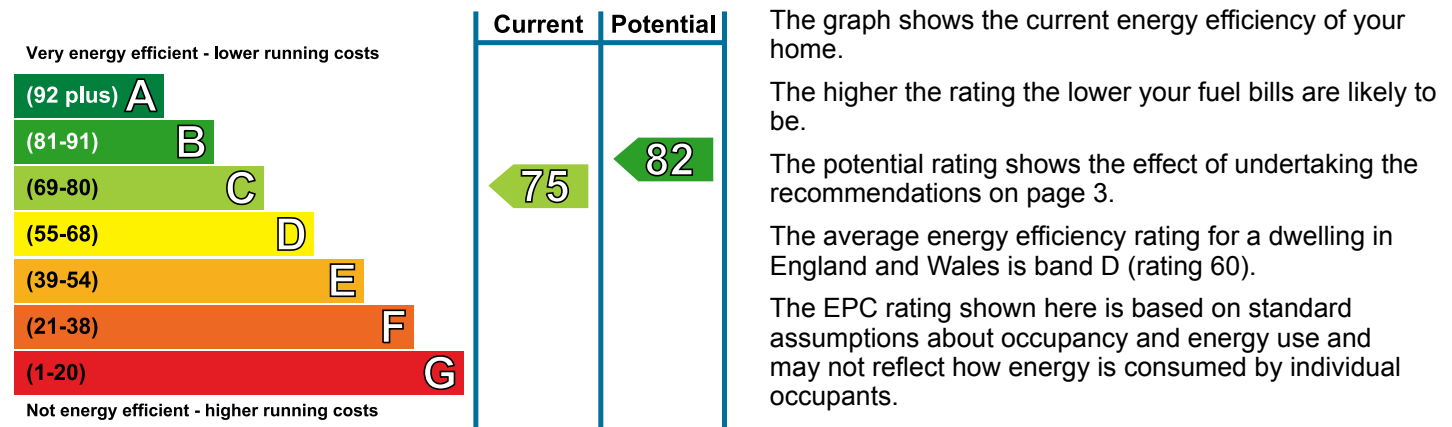 Current Potential
Very energy efficient - lower running costs
(92 plus) A
(81-91) B
(69-80) C
(55-68) D
(39-54) E
(21-38) F
(1-20) G
Not energy efficient - higher running costs
75
82
The graph shows the current energy efficiency of your
home.
The higher the rating the lower your fuel bills are likely to
be.
The potential rating shows the effect of undertaking the
recommendations on page 3.
The average energy efficiency rating for a dwelling in
England and Wales is band D (rating 60).
The EPC rating shown here is based on standard
assumptions about occupancy and energy use and
may not reflect how energy is consumed by individual
occupants.